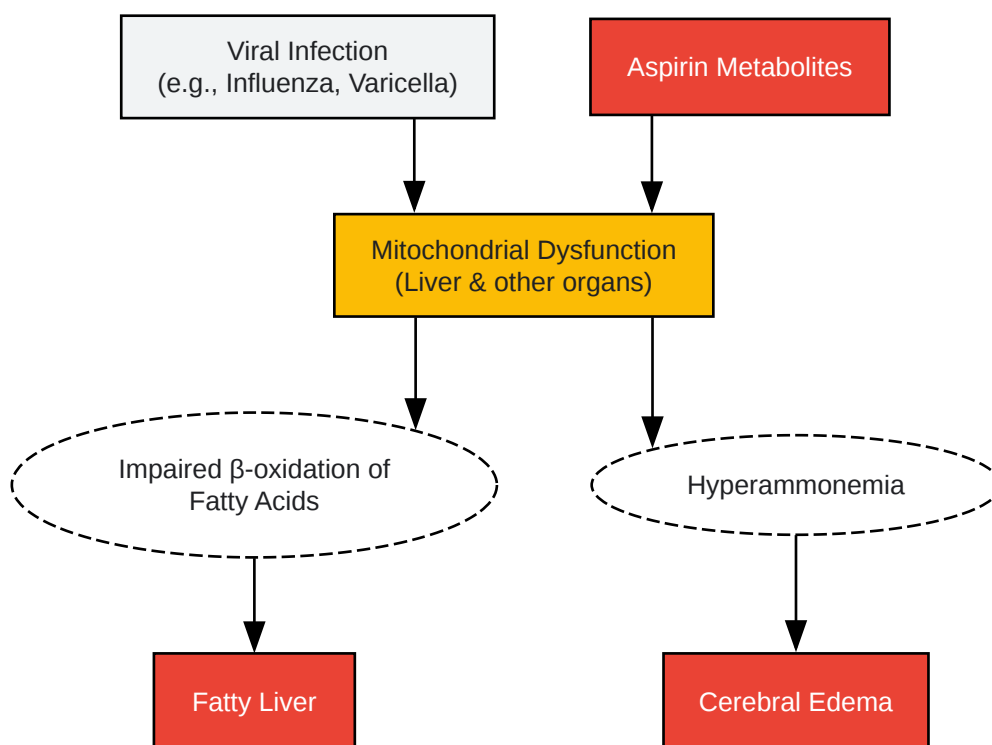 Viral Infection
(e.g., Influenza, Varicella)
Aspirin Metabolites
Mitochondrial Dysfunction
(Liver & other organs)
Impaired β-oxidation of
Fatty Acids
Hyperammonemia
Fatty Liver
Cerebral Edema